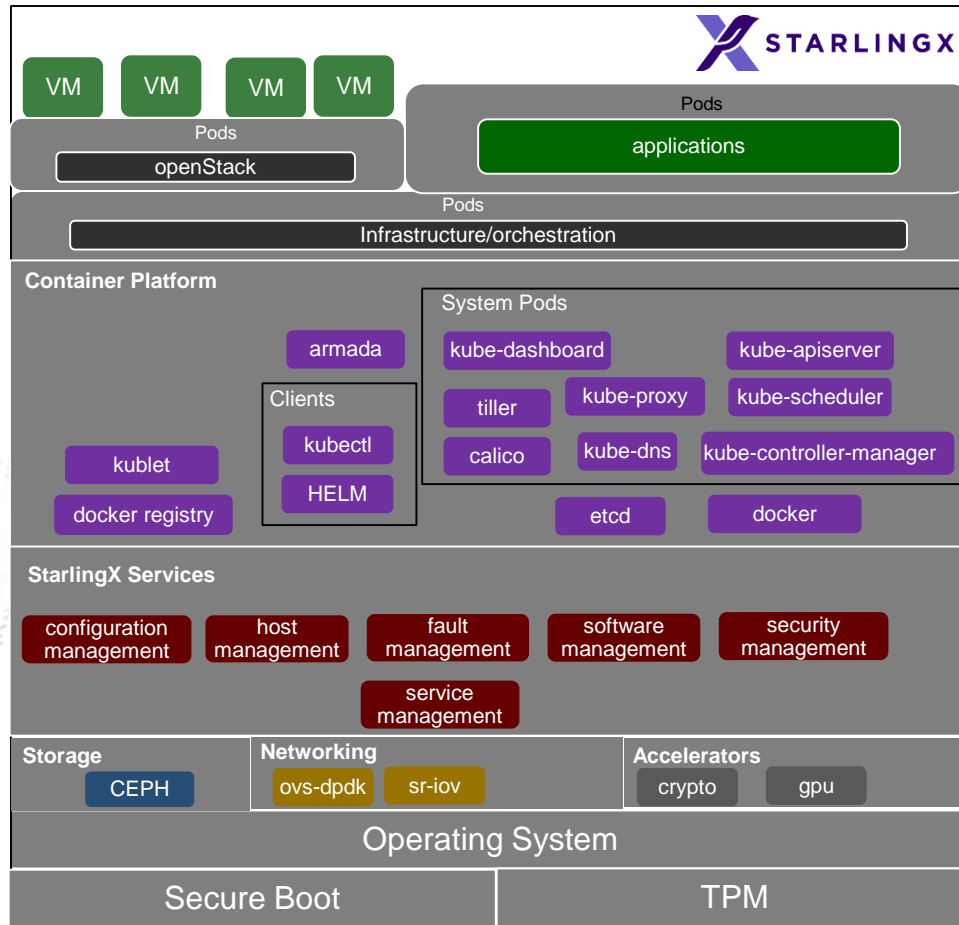 STARLINGX
VM
VM
VM
VM
Pods
openStack
Pods
applications
Pods
Infrastructure/orchestration
Container Platform
System Pods
armada
kube-dashboard
kube-apiserver
Clients
tiller
kube-proxy
kube-scheduler
kubectl
calico
kube-dns
kube-controller-manager
kublet
HELM
docker registry
etcd
docker
StarlingX Services
configuration
management
host
management
fault
management
software
management
security
management
service
management
Storage
CEPH
Networking
ovs-dpdk
sr-iov
Accelerators
crypto
gpu
Operating System
Secure Boot
TPM